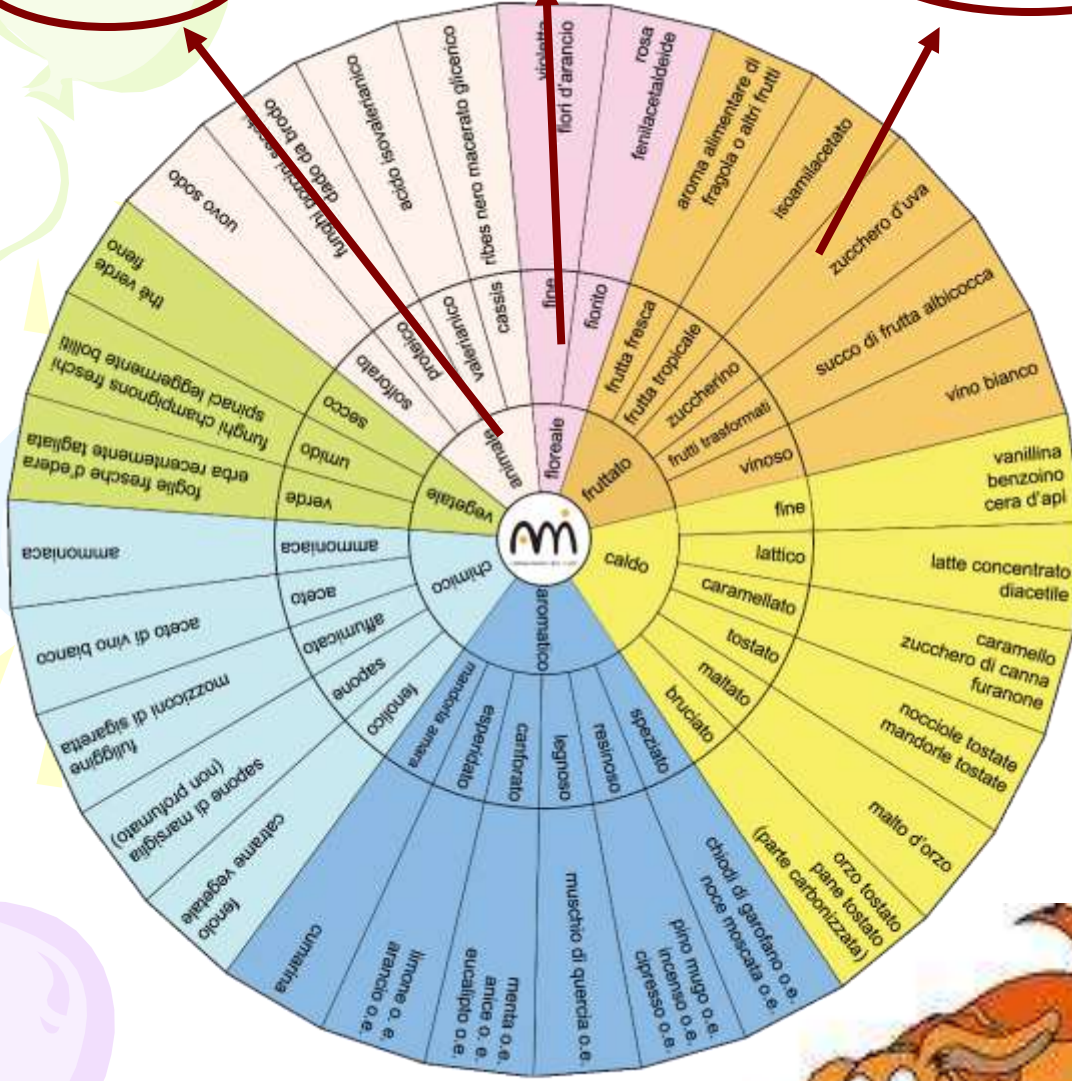 floreale
fruttato
caldo
aromatico
chimico
vegetale
animale
fine
fiorito
frutta fresca
frutta tropicale
zuccherino
frutti trasformati
vinoso
fine
lattico
caramellato
tostato
maltato
bruciato
speziato
resinoso
legnoso
canforato
esperidato
mandorla amara
fenolico
sapone
affumicato
aceto
ammoniaca
verde
umido
secco
solforato
proteico
valerianico
cassis
violetta
fiori d'arancio
rosa
fenilacetaldeide
aroma alimentare di
fragola o altri frutti
isoamilacetato
zucchero d'uva
succo di frutta albicocca
vino bianco
vanillina
benzoino
cera d'api
latte concentrato
diacetile
caramello
zucchero di canna
furanone
nocciole tostate
mandorle tostate
malto d'orzo
orzo tostato
pane tostato
(parte carbonizzata)
chiodi di garofano o.e.
noce moscata o.e.
pino mugo o.e.
incenso o.e.
cipresso o.e.
muschio di quercia o.e.
menta o.e.
anice o. e.
eucalipto o.e.
limone o. e.
arancio o.e.
cumarina
catrame vegetale
fenolo
sapone di marsiglia
(non profumato)
mozziconi di sigaretta
fuliggine
aceto di vino bianco
ammoniaca
foglie fresche d'edera
erba recentemente tagliata
funghi champignons freschi
spinaci leggermente bolliti
thé verde
fieno
uovo sodo
funghi porcini secchi
dado da brodo
acido isovalerianico
ribes nero macerato glicerico